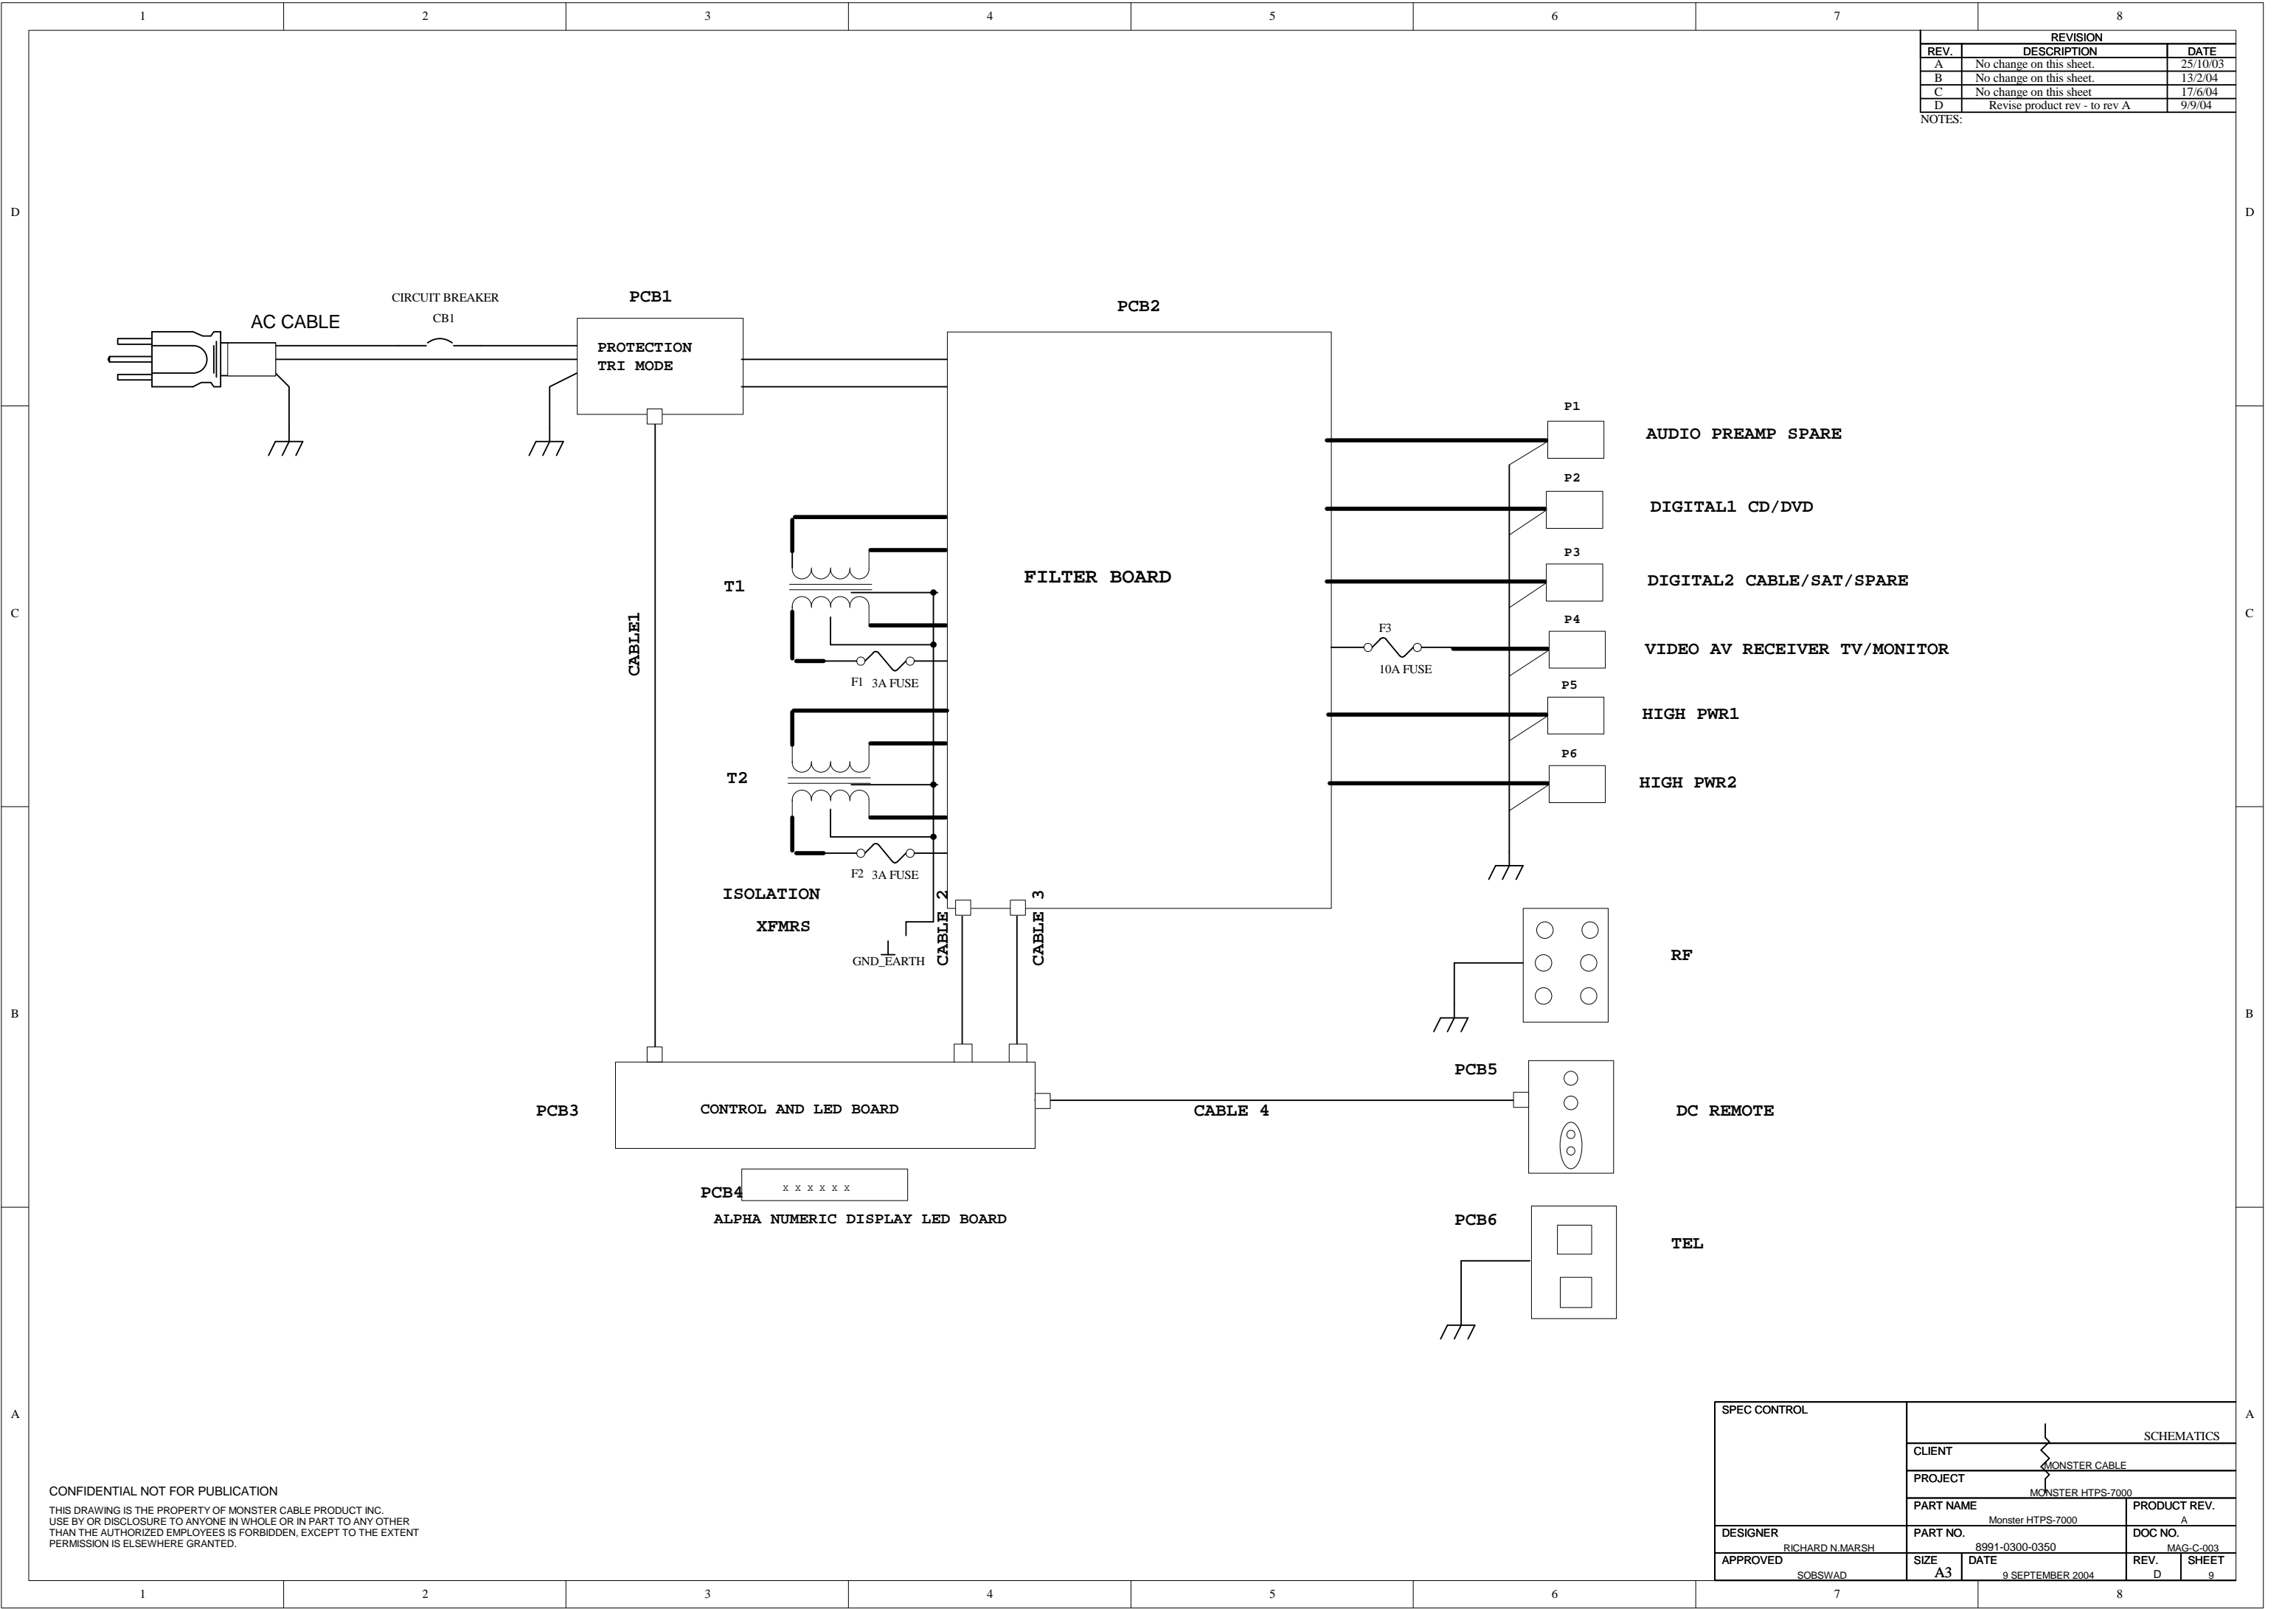 1 2 3 4 5 6 7 8
REVISION
REV. DESCRIPTION DATE
A No change on this sheet. 25/10/03
B No change on this sheet. 13/2/04
C No change on this sheet 17/6/04
D Revise product rev - to rev A 9/9/04
NOTES:
D D
CIRCUIT BREAKER
CB1
AC CABLE
PCB1
PROTECTION
TRI MODE
PCB2
FILTER BOARD
P1
AUDIO PREAMP SPARE
P2
DIGITAL1 CD/DVD
P3
DIGITAL2 CABLE/SAT/SPARE
P4
VIDEO AV RECEIVER TV/MONITOR
F3
10A FUSE
P5
HIGH PWR1
P6
HIGH PWR2
C C
CABLE1
T1
F1 3A FUSE
T2
F2 3A FUSE
ISOLATION
XFMRS
GND_EARTH
CABLE 2
CABLE 3
RF
B B
PCB3
CONTROL AND LED BOARD
CABLE 4
PCB5
DC REMOTE
PCB4
x x x x x x
ALPHA NUMERIC DISPLAY LED BOARD
PCB6
TEL
A A
CONFIDENTIAL NOT FOR PUBLICATION
THIS DRAWING IS THE PROPERTY OF MONSTER CABLE PRODUCT INC.
USE BY OR DISCLOSURE TO ANYONE IN WHOLE OR IN PART TO ANY OTHER
THAN THE AUTHORIZED EMPLOYEES IS FORBIDDEN, EXCEPT TO THE EXTENT
PERMISSION IS ELSEWHERE GRANTED.
SPEC CONTROL
SCHEMATICS
CLIENT
MONSTER CABLE
PROJECT
MONSTER HTPS-7000
PART NAME
Monster HTPS-7000
PRODUCT REV.
A
DESIGNER
RICHARD N.MARSH
PART NO.
8991-0300-0350
DOC NO.
MAG-C-003
APPROVED
SOBSWAD
SIZE
A3
DATE
9 SEPTEMBER 2004
REV.
D
SHEET
9
1 2 3 4 5 6 7 8